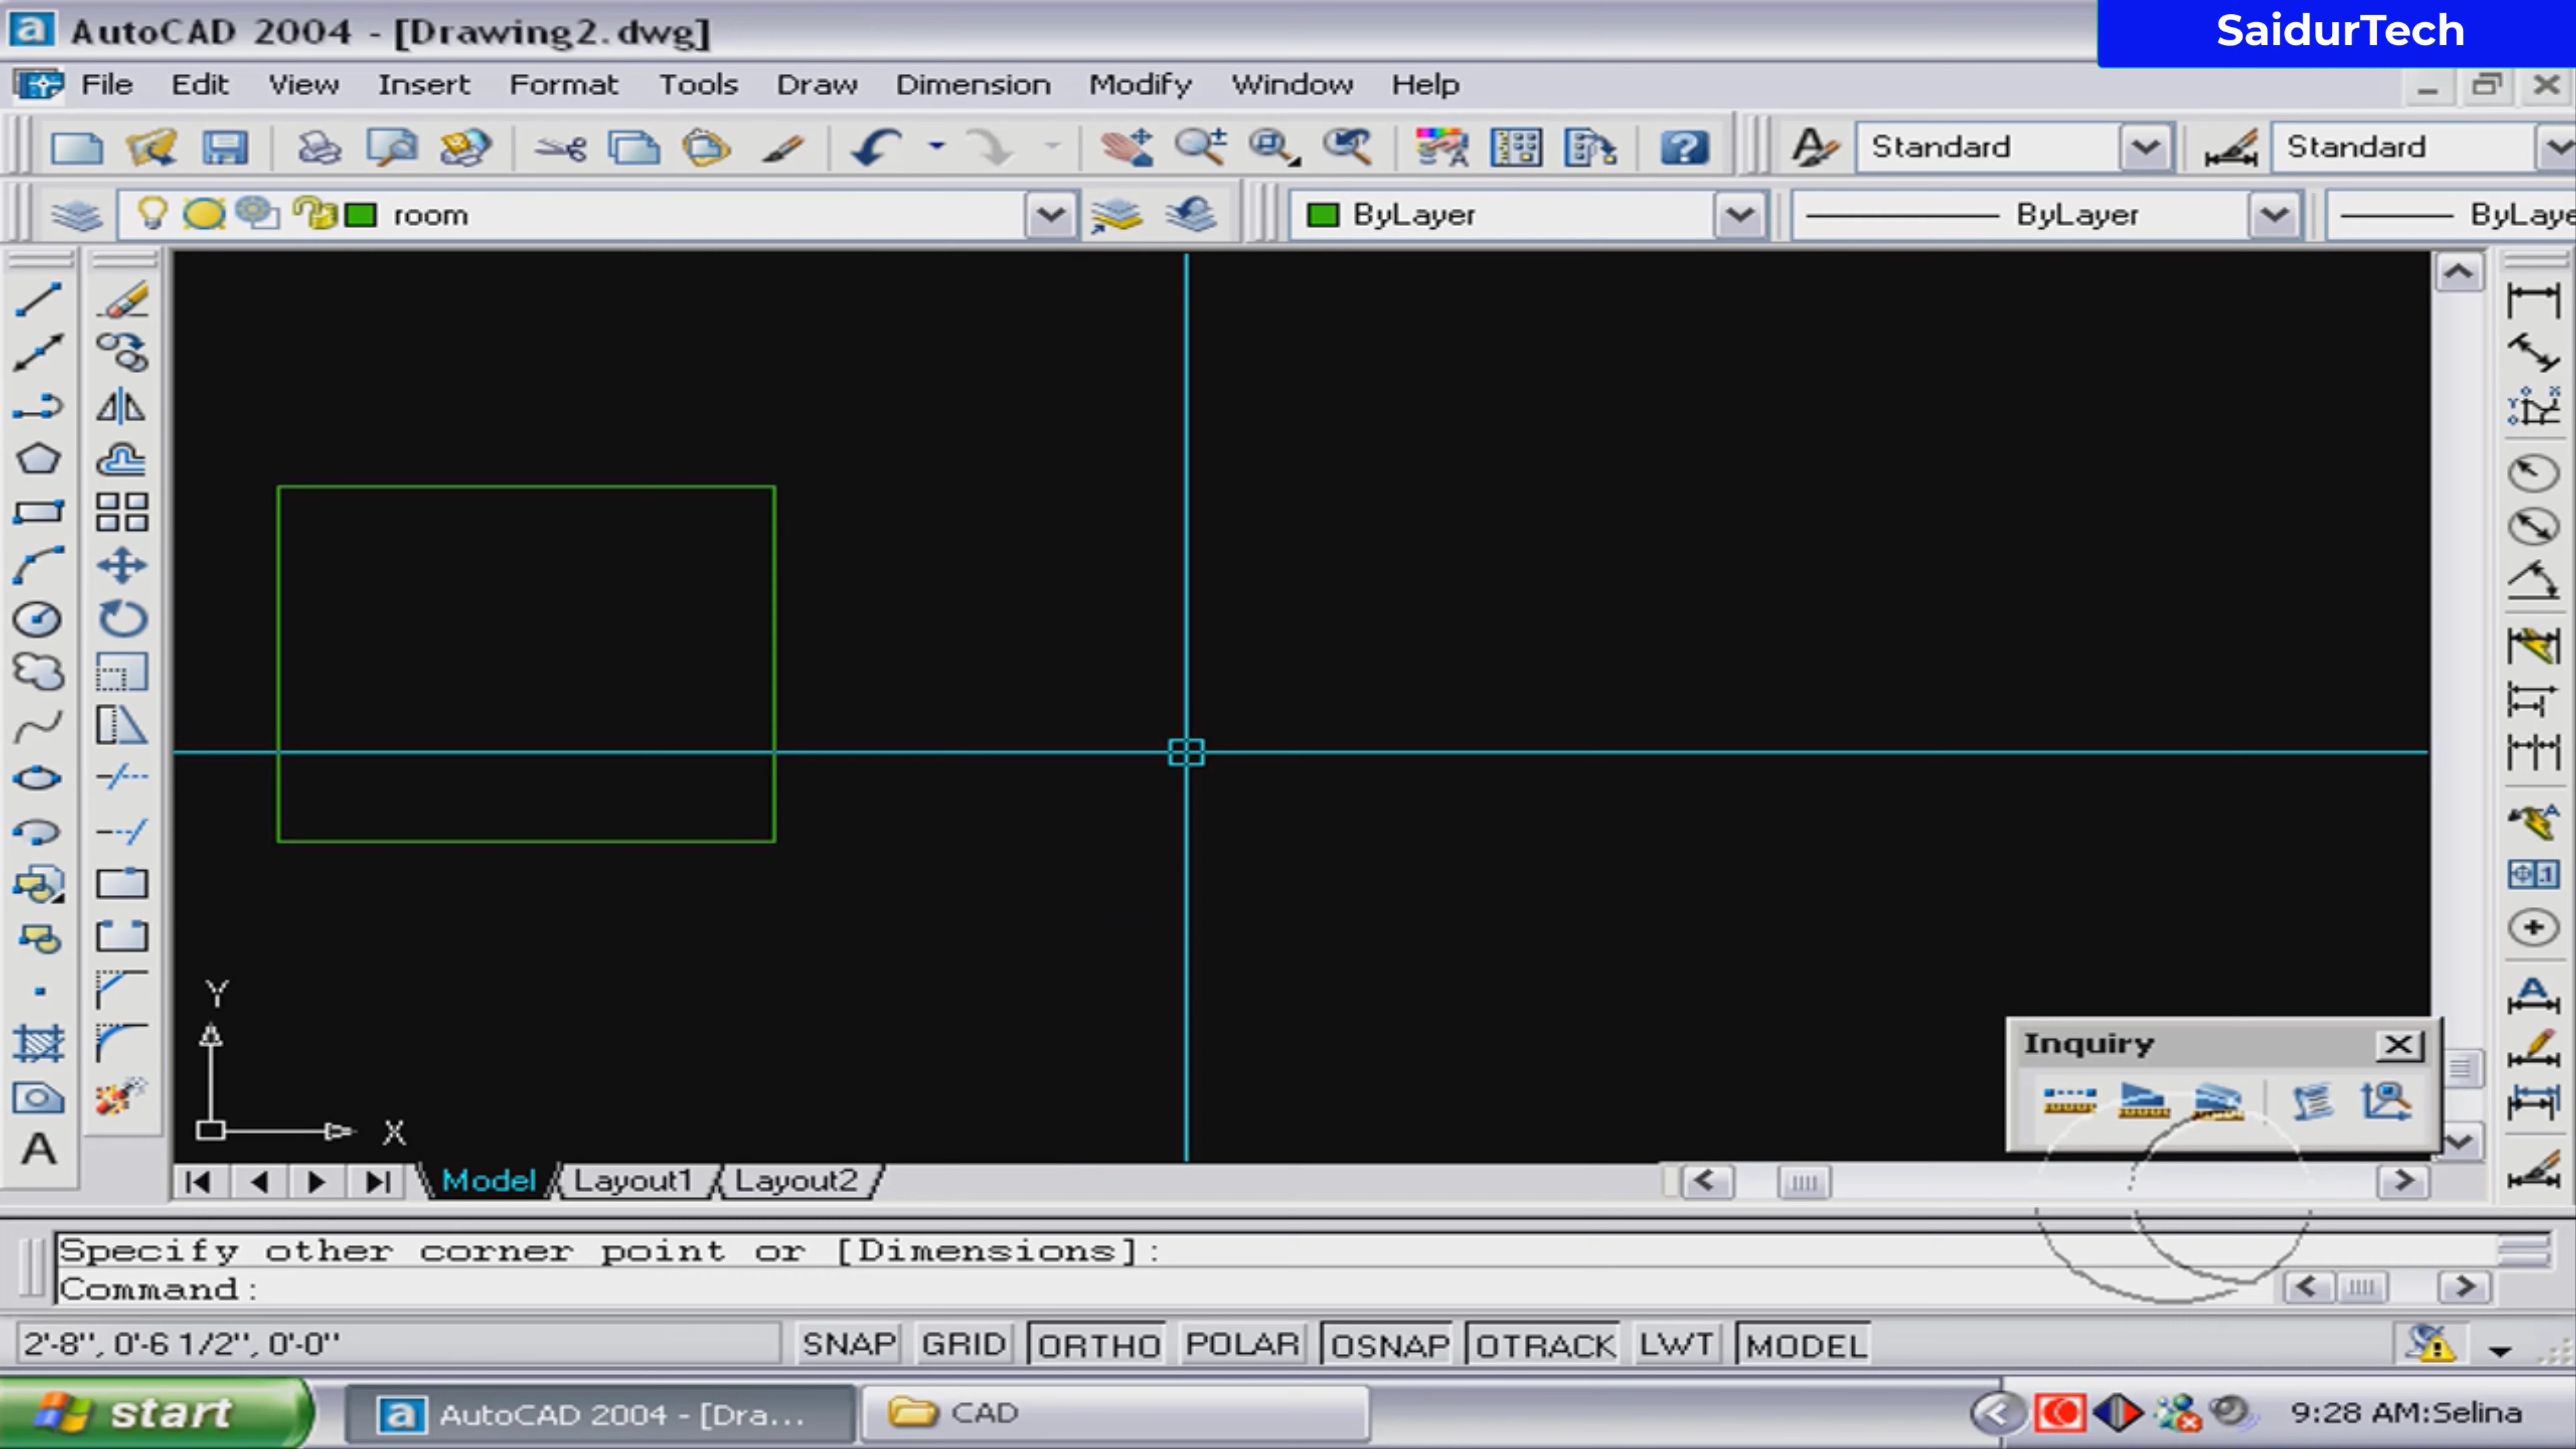 AutoCAD 2004 - [Drawing2.dwg]
SaidurTech
File Edit View Insert Format Tools Draw Dimension Modify Window Help
Standard Standard
room ByLayer ByLayer ByLaye
Y
X
Inquiry
Model Layout1 Layout2
Specify other corner point or [Dimensions]:
Command:
2'-8", 0'-6 1/2", 0'-0" SNAP GRID ORTHO POLAR OSNAP OTRACK LWT MODEL
start AutoCAD 2004 - [Dra... CAD 9:28 AM:Selina